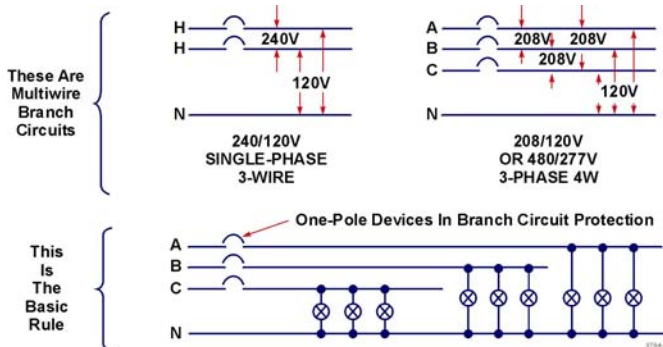 These Are
Multiwire
Branch
Circuits
H
H
N
240V
120V
240/120V
SINGLE-PHASE
3-WIRE
A
B
C
N
208V
208V
208V
120V
208/120V
OR 480/277V
3-PHASE 4W
This
Is
The
Basic
Rule
One-Pole Devices In Branch Circuit Protection
A
B
C
N